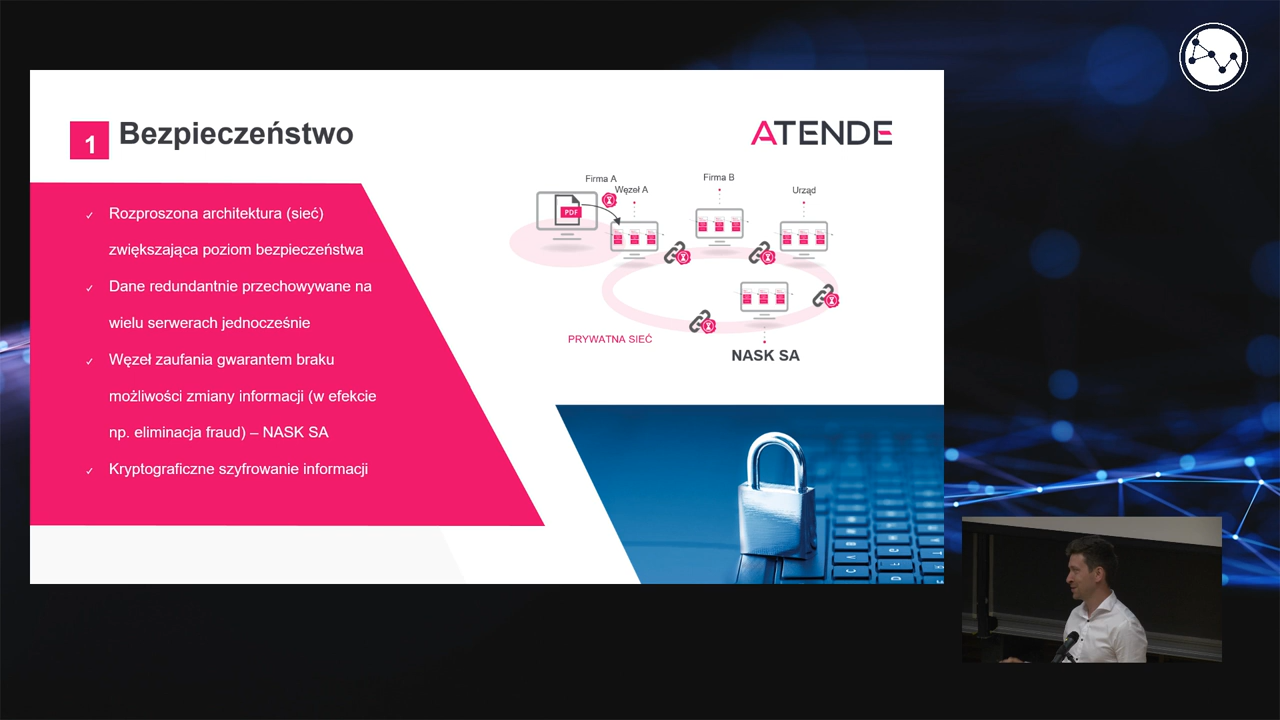 1
Bezpieczeństwo
ATENDE
Rozproszona architektura (sieć)
zwiększająca poziom bezpieczeństwa
Dane redundantnie przechowywane na
wielu serwerach jednocześnie
Węzeł zaufania gwarantem braku
możliwości zmiany informacji (w efekcie
np. eliminacja fraud) – NASK SA
Kryptograficzne szyfrowanie informacji
Firma A
Węzeł A
Firma B
Urząd
PDF
PRYWATNA SIEĆ
NASK SA